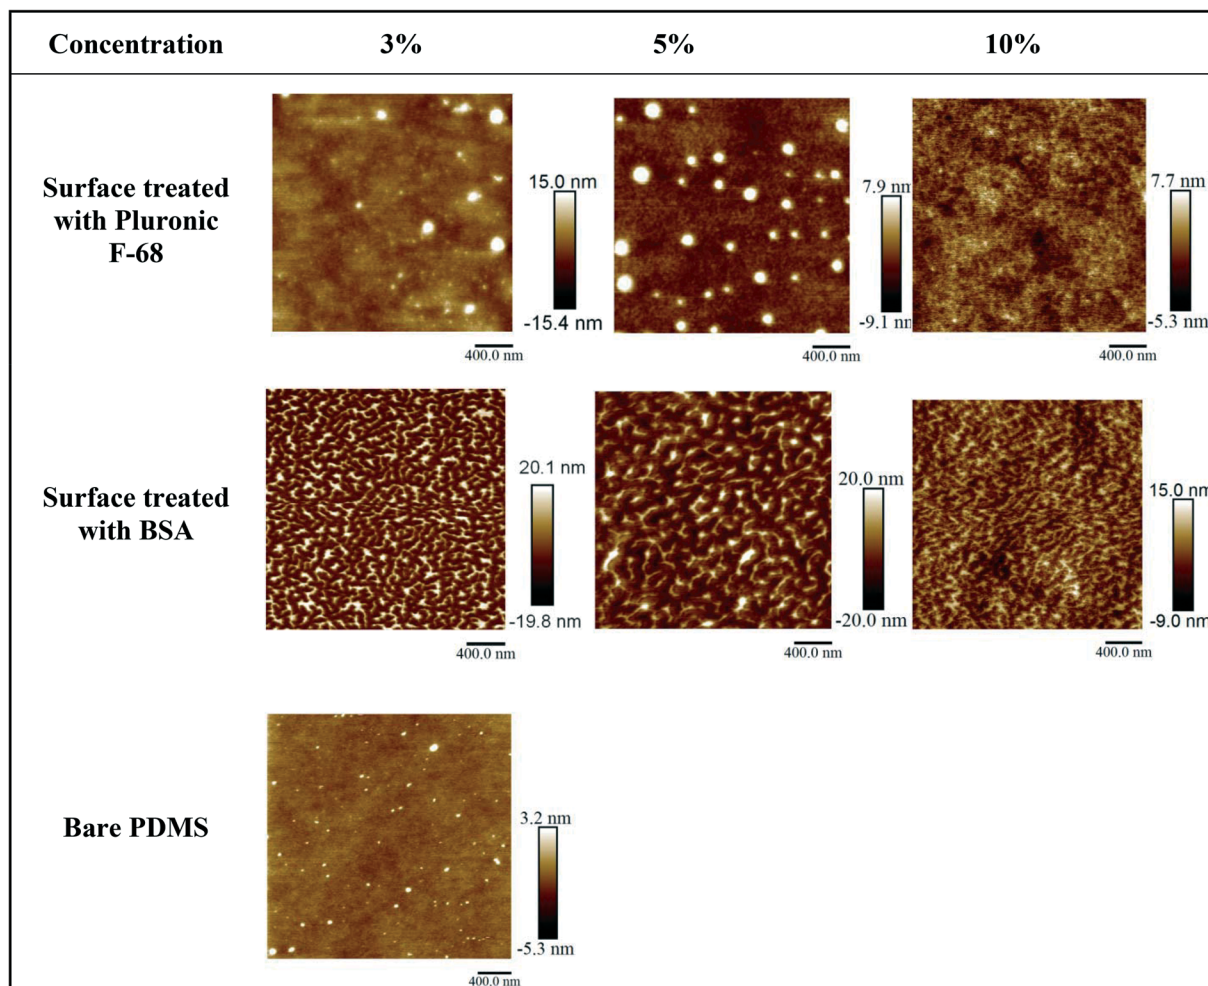 Concentration 3% 5% 10%
Surface treated
with Pluronic
F-68
15.0 nm
-15.4 nm
400.0 nm
7.9 nm
-9.1 nm
400.0 nm
7.7 nm
-5.3 nm
400.0 nm
Surface treated
with BSA
20.1 nm
-19.8 nm
400.0 nm
20.0 nm
-20.0 nm
400.0 nm
15.0 nm
-9.0 nm
400.0 nm
Bare PDMS
3.2 nm
-5.3 nm
400.0 nm